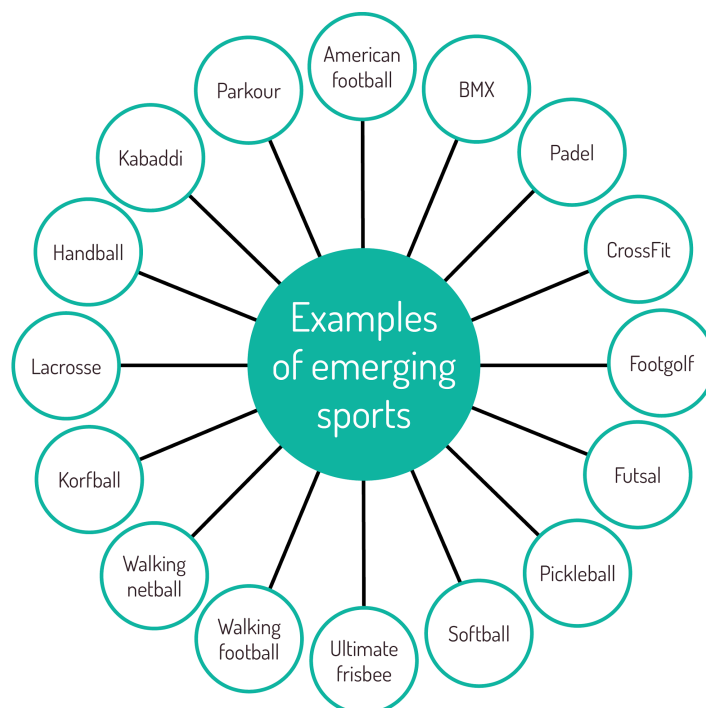 Examples
of emerging
sports
American
football
BMX
Padel
CrossFit
Footgolf
Futsal
Pickleball
Softball
Ultimate
frisbee
Walking
football
Walking
netball
Korfball
Lacrosse
Handball
Kabaddi
Parkour